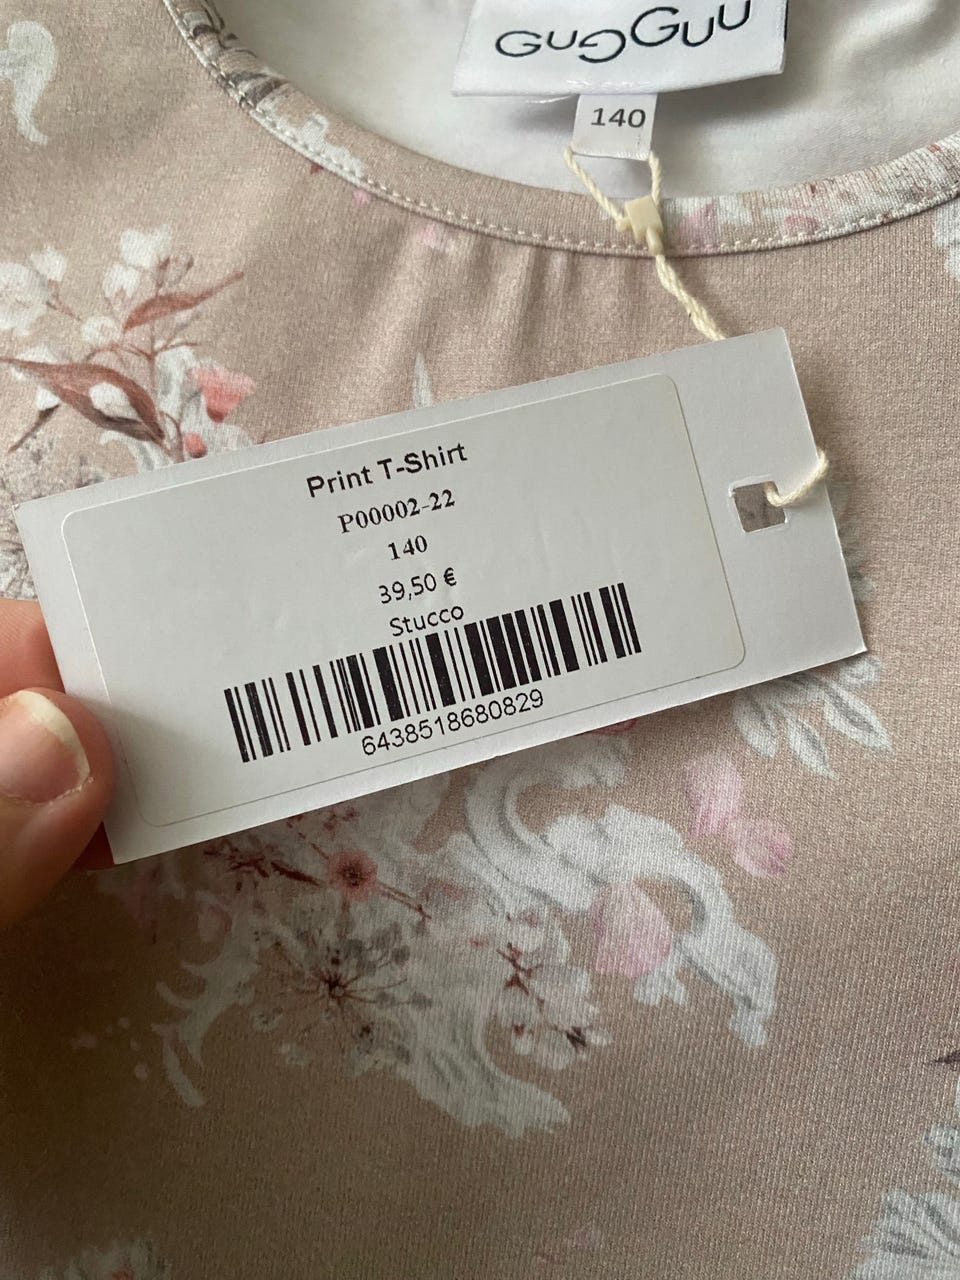 GuGGuu
140
Print T-Shirt
P00002-22
140
39,50 €
Stucco
6438518680829